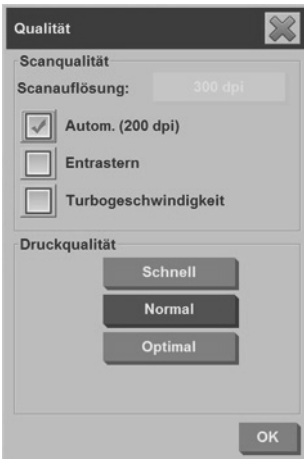 Qualität
Scanqualität
Scanauflösung: 300 dpi
Autom. (200 dpi)
Entrastern
Turbogeschwindigkeit
Druckqualität
Schnell
Normal
Optimal
OK